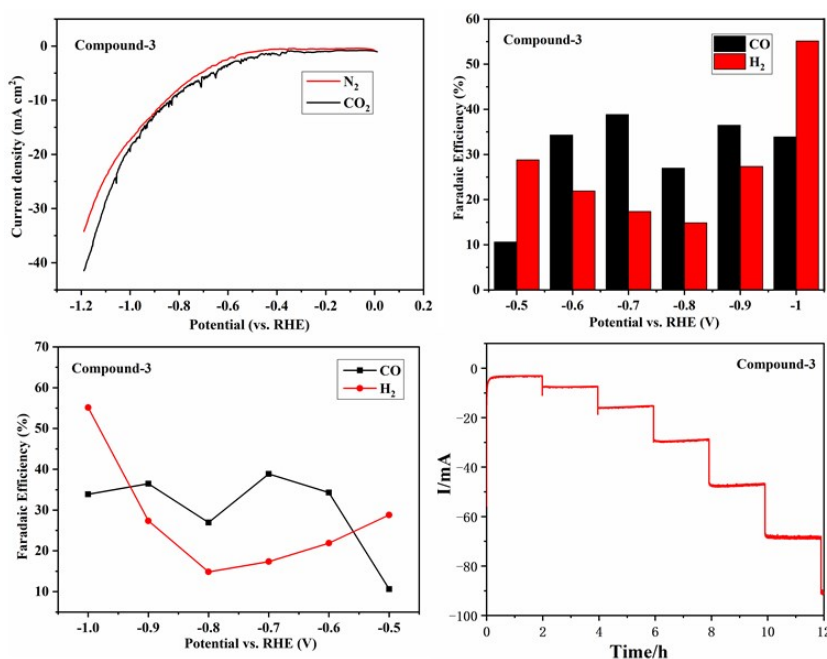 Compound-3
N₂
CO₂
Current density (mA cm²)
0
-10
-20
-30
-40
-1.2 -1.0 -0.8 -0.6 -0.4 -0.2 0.0 0.2
Potential (vs. RHE)
Compound-3
CO
H₂
Faradaic Efficiency (%)
60
50
40
30
20
10
0
-0.5 -0.6 -0.7 -0.8 -0.9 -1
Potential vs. RHE (V)
Compound-3
CO
H₂
Faradaic Efficiency (%)
70
60
50
40
30
20
10
-1.0 -0.9 -0.8 -0.7 -0.6 -0.5
Potential vs. RHE (V)
Compound-3
I/mA
0
-20
-40
-60
-80
-100
0 2 4 6 8 10 12
Time/h